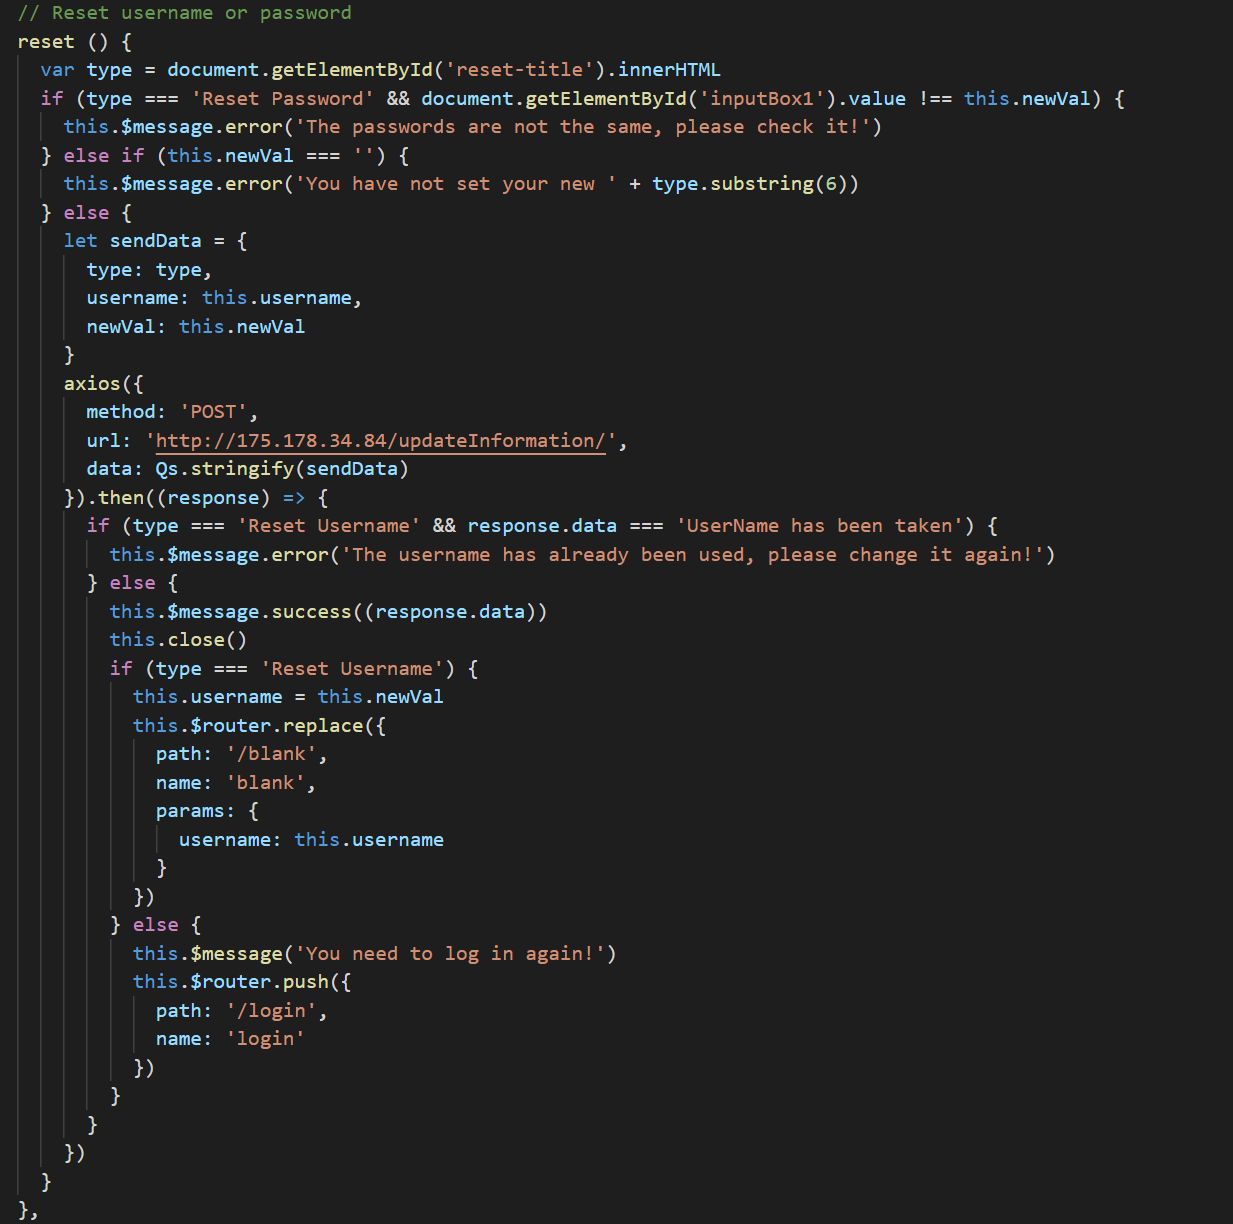 // Reset username or password
reset () {
  var type = document.getElementById('reset-title').innerHTML
  if (type === 'Reset Password' && document.getElementById('inputBox1').value !== this.newVal) {
    this.$message.error('The passwords are not the same, please check it!')
  } else if (this.newVal === '') {
    this.$message.error('You have not set your new ' + type.substring(6))
  } else {
    let sendData = {
      type: type,
      username: this.username,
      newVal: this.newVal
    }
    axios({
      method: 'POST',
      url: 'http://175.178.34.84/updateInformation/',
      data: Qs.stringify(sendData)
    }).then((response) => {
      if (type === 'Reset Username' && response.data === 'UserName has been taken') {
        this.$message.error('The username has already been used, please change it again!')
      } else {
        this.$message.success((response.data))
        this.close()
        if (type === 'Reset Username') {
          this.username = this.newVal
          this.$router.replace({
            path: '/blank',
            name: 'blank',
            params: {
              username: this.username
            }
          })
        } else {
          this.$message('You need to log in again!')
          this.$router.push({
            path: '/login',
            name: 'login'
          })
        }
      }
    })
  }
},